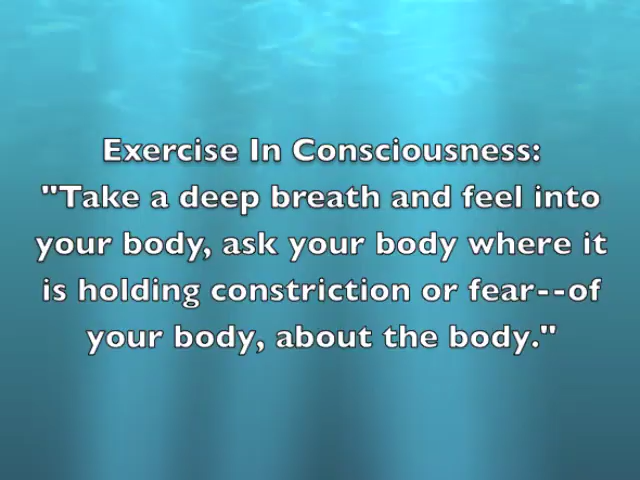 Exercise In Consciousness:
"Take a deep breath and feel into
your body, ask your body where it
is holding constriction or fear--of
your body, about the body."